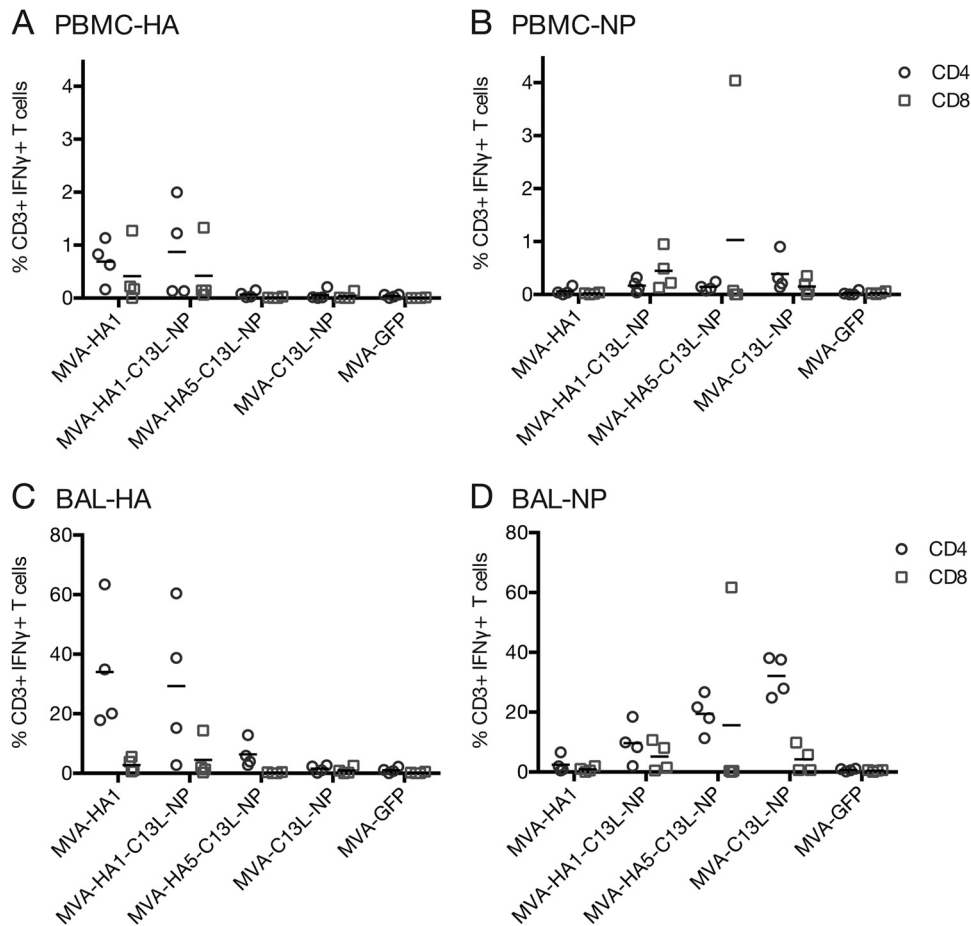 A PBMC-HA
% CD3+ IFNγ+ T cells
4
3
2
1
0
MVA-HA1
MVA-HA1-C13L-NP
MVA-HA5-C13L-NP
MVA-C13L-NP
MVA-GFP
B PBMC-NP
% CD3+ IFNγ+ T cells
4
3
2
1
0
MVA-HA1
MVA-HA1-C13L-NP
MVA-HA5-C13L-NP
MVA-C13L-NP
MVA-GFP
CD4
CD8
C BAL-HA
% CD3+ IFNγ+ T cells
80
60
40
20
0
MVA-HA1
MVA-HA1-C13L-NP
MVA-HA5-C13L-NP
MVA-C13L-NP
MVA-GFP
D BAL-NP
% CD3+ IFNγ+ T cells
80
60
40
20
0
MVA-HA1
MVA-HA1-C13L-NP
MVA-HA5-C13L-NP
MVA-C13L-NP
MVA-GFP
CD4
CD8